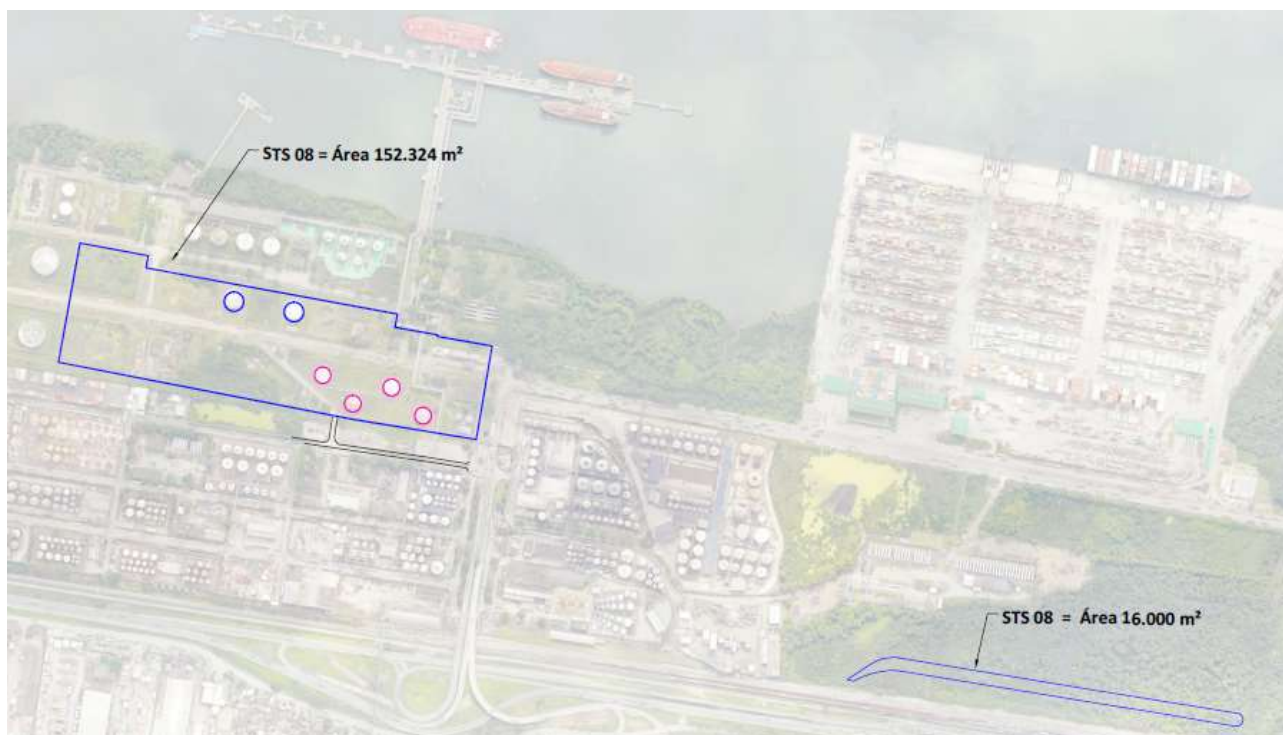 STS 08 = Área 152.324 m²
STS 08 = Área 16.000 m²